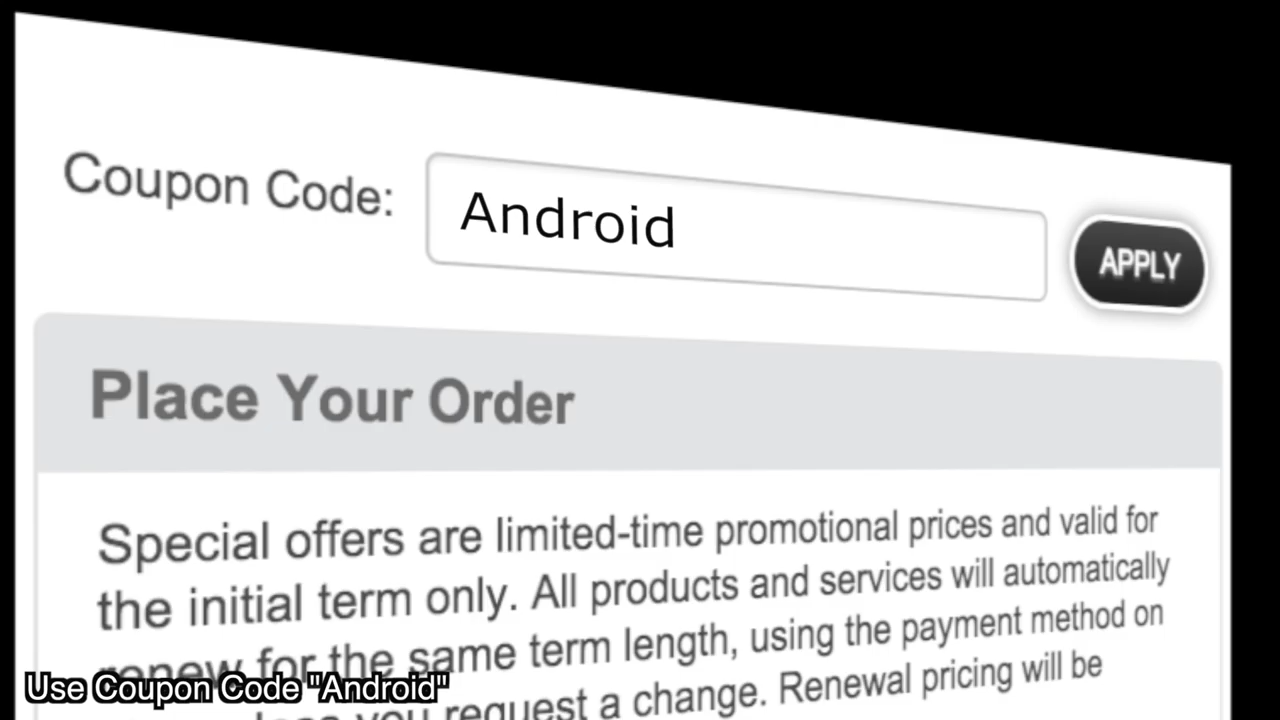 Coupon Code: Android APPLY
Place Your Order
Special offers are limited-time promotional prices and valid for
the initial term only. All products and services will automatically
renew for the same term length, using the payment method on
you request a change. Renewal pricing will be
Use Coupon Code "Android"